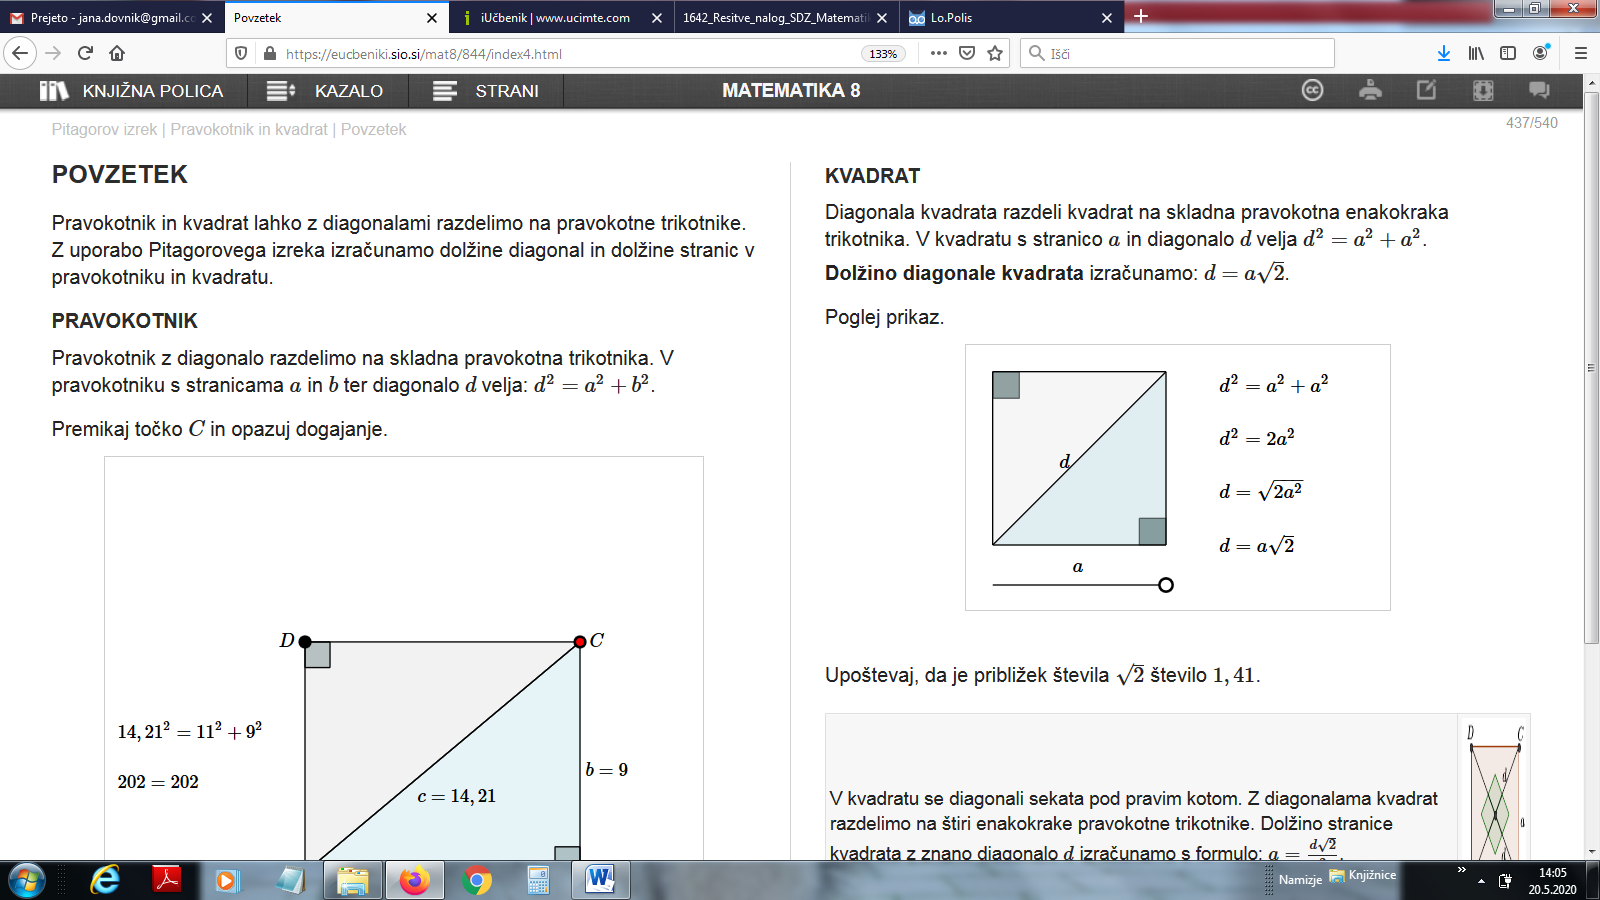 Prejeto - jana.dovnik@gmail.c
Povzetek
iUčbenik | www.ucimte.com
1642_Resitve_nalog_SDZ_Matemati
Lo.Polis
https://eucbeniki.sio.si/mat8/844/index4.html
133%
Išči
KNJIŽNA POLICA
KAZALO
STRANI
MATEMATIKA 8
Pitagorov izrek | Pravokotnik in kvadrat | Povzetek
437/540
POVZETEK
Pravokotnik in kvadrat lahko z diagonalami razdelimo na pravokotne trikotnike.
Z uporabo Pitagorovega izreka izračunamo dolžine diagonal in dolžine stranic v
pravokotniku in kvadratu.
PRAVOKOTNIK
Pravokotnik z diagonalo razdelimo na skladna pravokotna trikotnika. V
pravokotniku s stranicama a in b ter diagonalo d velja: d² = a² + b².
Premikaj točko C in opazuj dogajanje.
D
C
14,21² = 11² + 9²
202 = 202
c = 14,21
b = 9
KVADRAT
Diagonala kvadrata razdeli kvadrat na skladna pravokotna enakokraka
trikotnika. V kvadratu s stranico a in diagonalo d velja d² = a² + a².
Dolžino diagonale kvadrata izračunamo: d = a√2.
Poglej prikaz.
d
a
d² = a² + a²
d² = 2a²
d = √2a²
d = a√2
Upoštevaj, da je približek števila √2 število 1,41.
V kvadratu se diagonali sekata pod pravim kotom. Z diagonalama kvadrat
razdelimo na štiri enakokrake pravokotne trikotnike. Dolžino stranice
kvadrata z znano diagonalo d izračunamo s formulo: a = d√2
D
C
d
a
d
Namizje
Knjižnice
»
14:05
20.5.2020